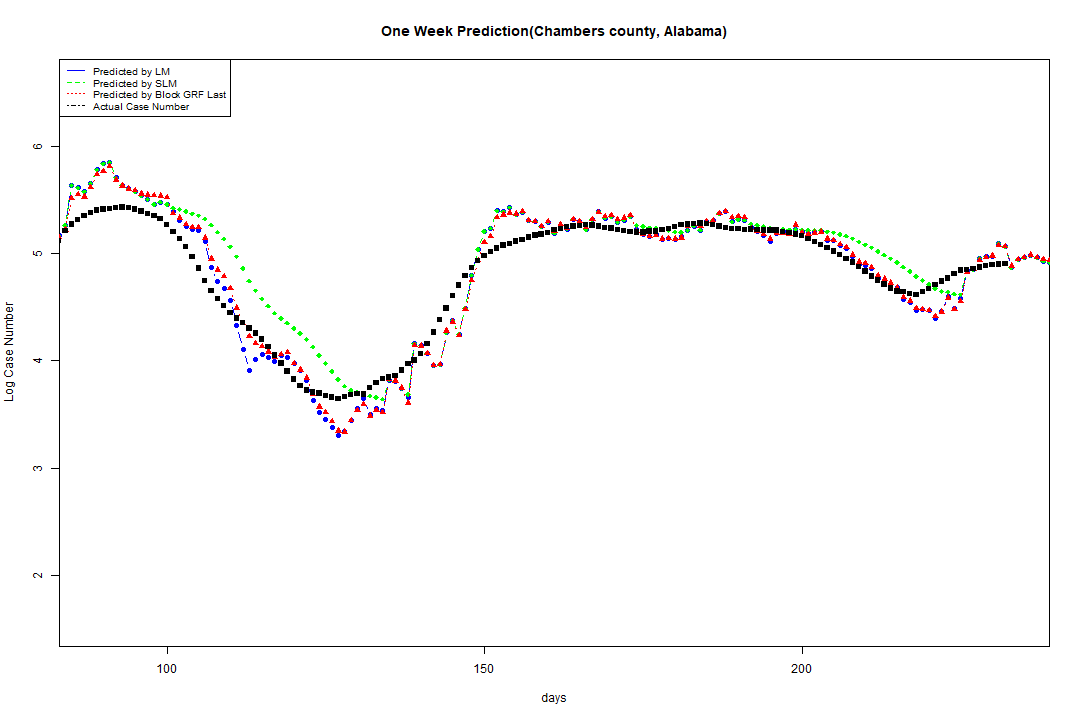 One Week Prediction(Chambers county, Alabama)
Predicted by LM
Predicted by SLM
Predicted by Block GRF Last
Actual Case Number
6
5
4
3
2
Log Case Number
100 150 200
days